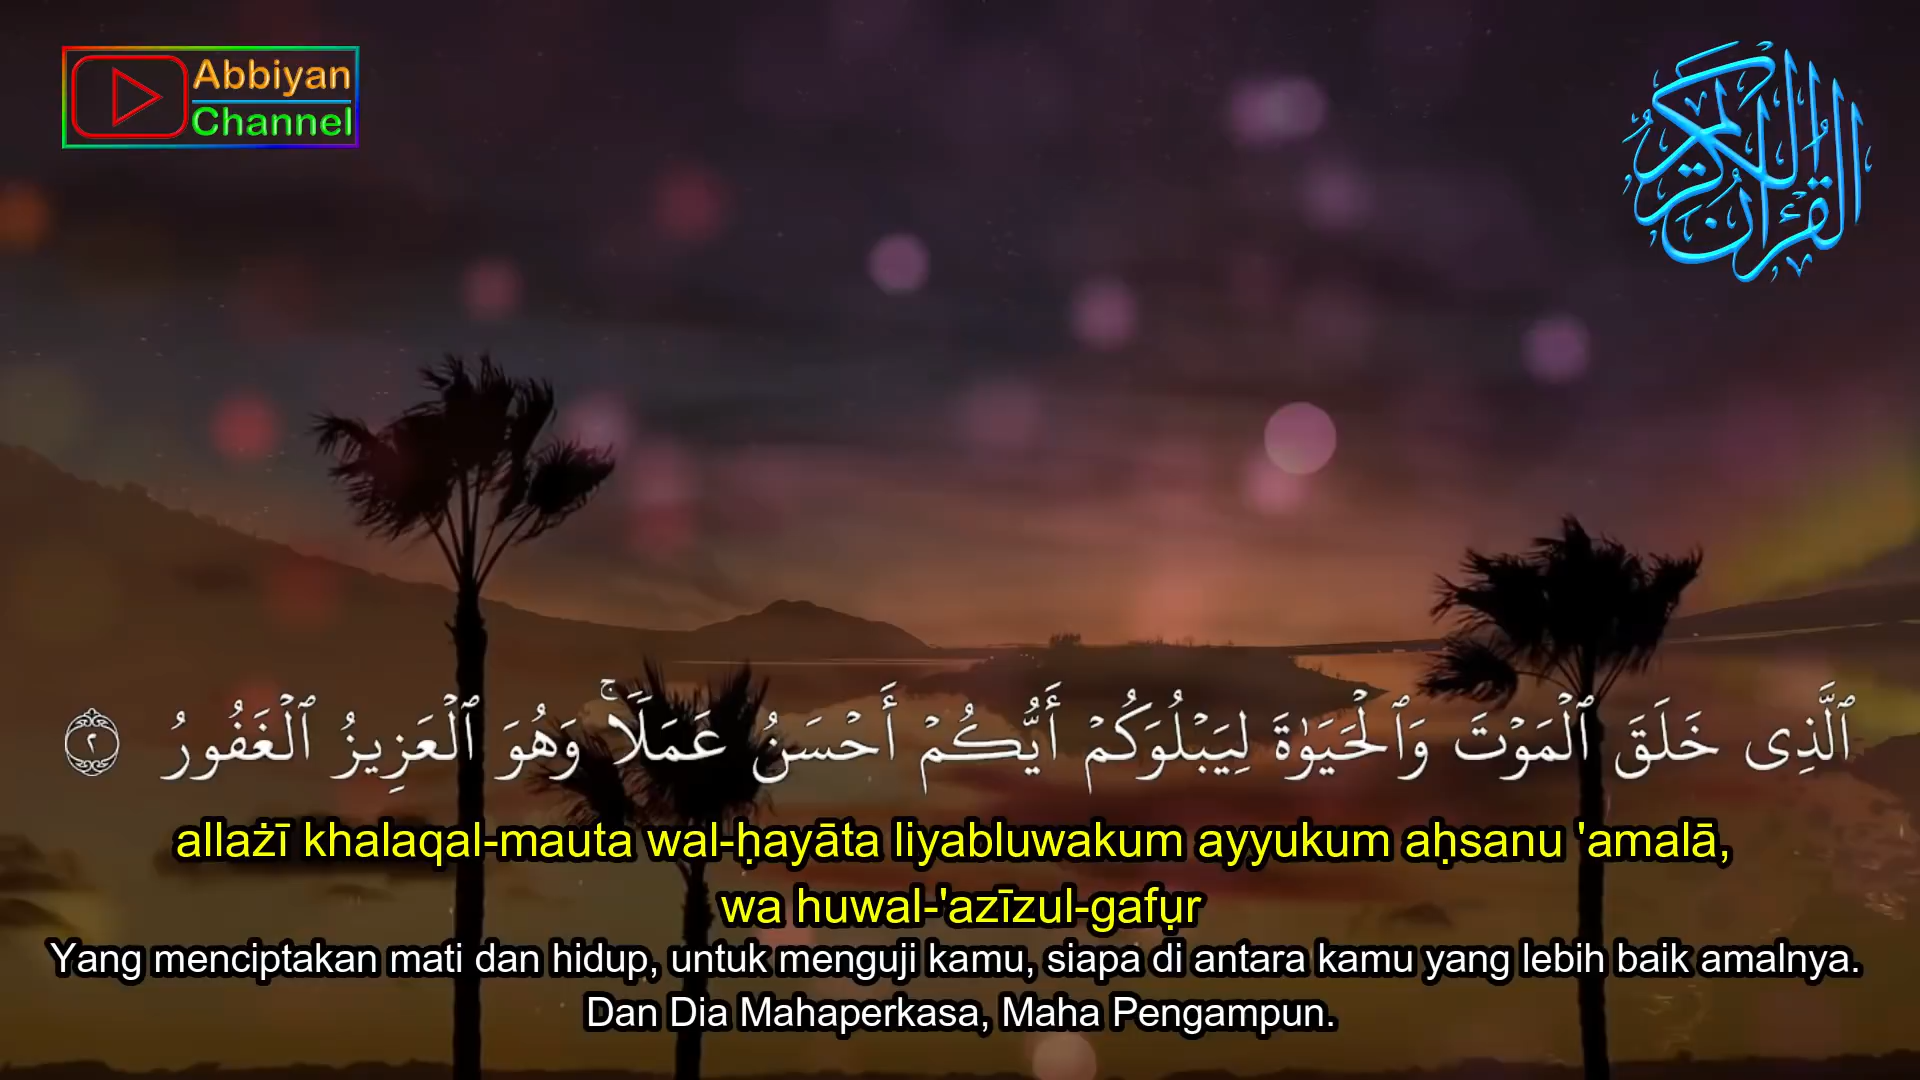 Abbiyan
Channel
القرآن الكريم
ٱلَّذِى خَلَقَ ٱلْمَوْتَ وَٱلْحَيَوٰةَ لِيَبْلُوَكُمْ أَيُّكُمْ أَحْسَنُ عَمَلًا ۚ وَهُوَ ٱلْعَزِيزُ ٱلْغَفُورُ ٢
allażī khalaqal-mauta wal-ḥayāta liyabluwakum ayyukum aḥsanu 'amalā,
wa huwal-'azīzul-gafụr
Yang menciptakan mati dan hidup, untuk menguji kamu, siapa di antara kamu yang lebih baik amalnya.
Dan Dia Mahaperkasa, Maha Pengampun.